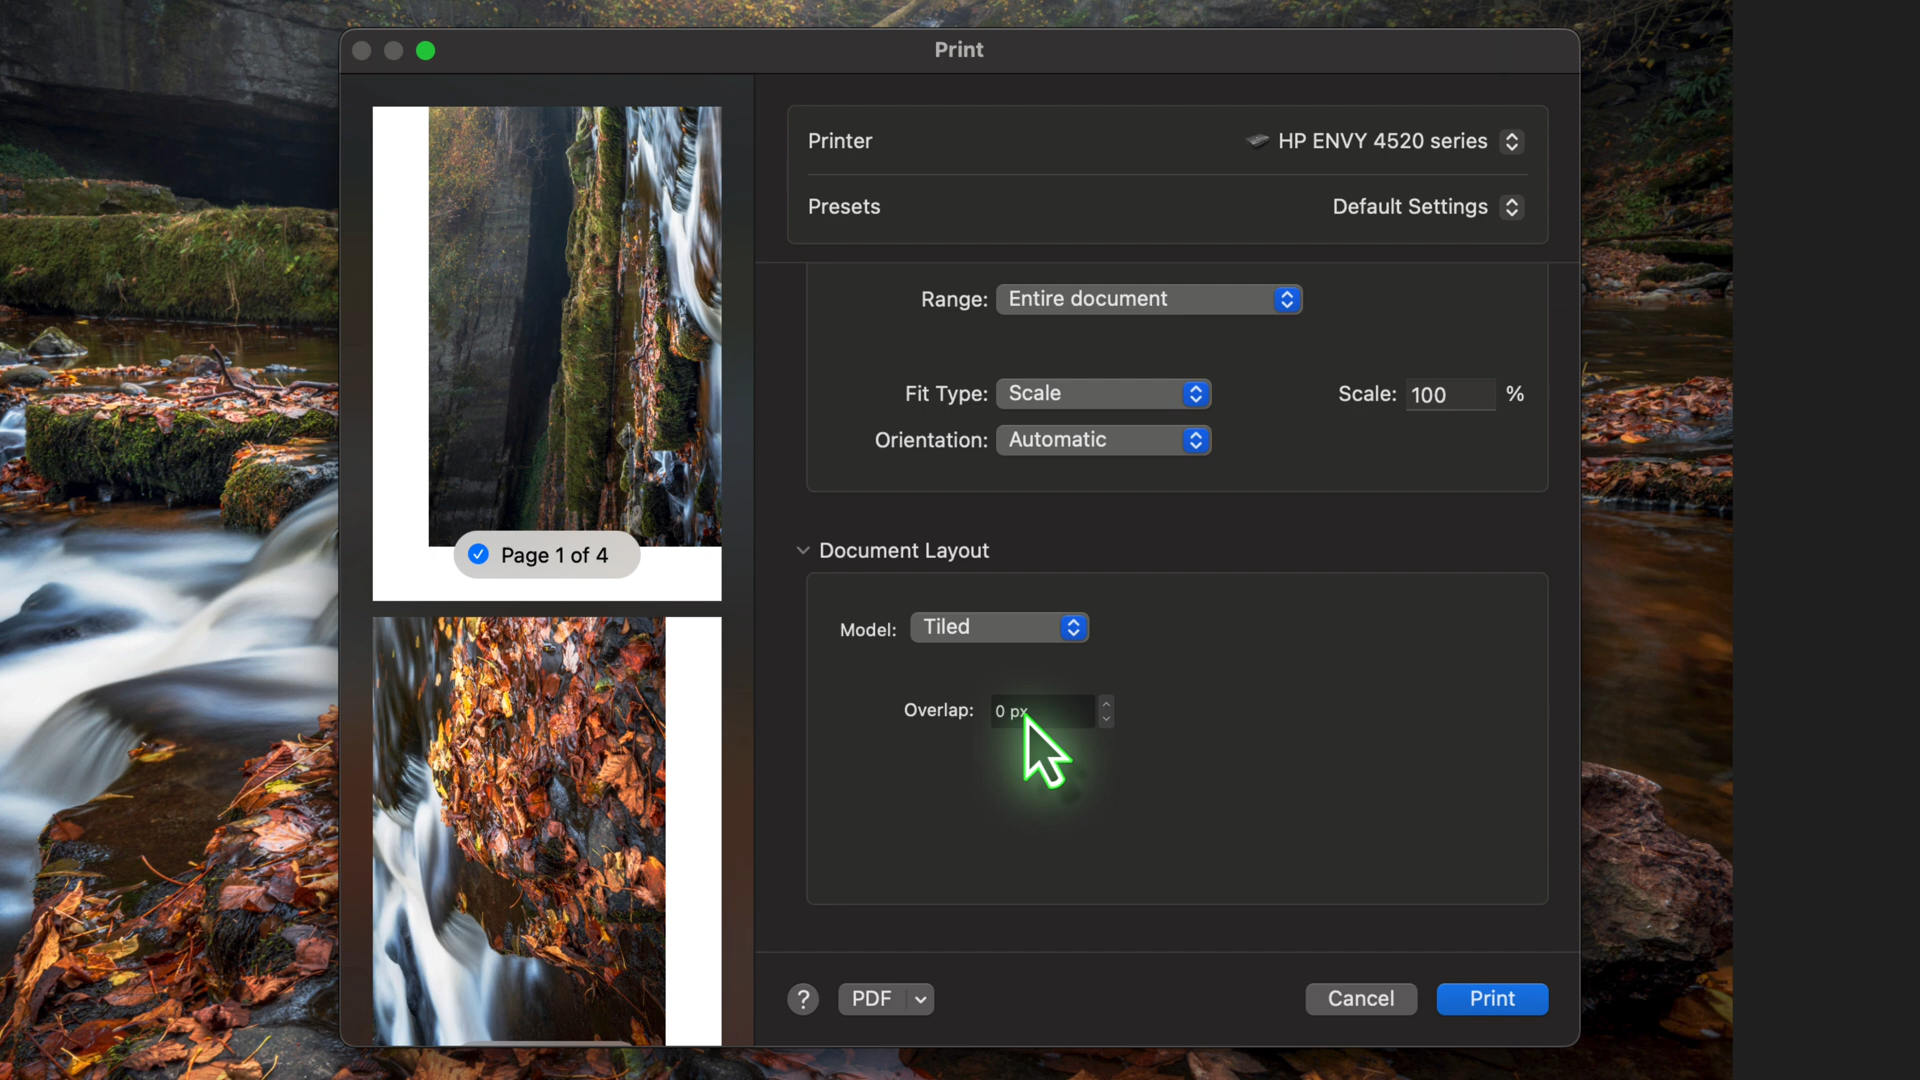 Print
Printer
HP ENVY 4520 series
Presets
Default Settings
Range: Entire document
Fit Type: Scale
Scale: 100 %
Orientation: Automatic
Page 1 of 4
Document Layout
Model: Tiled
Overlap: 0 px
?
PDF
Cancel
Print